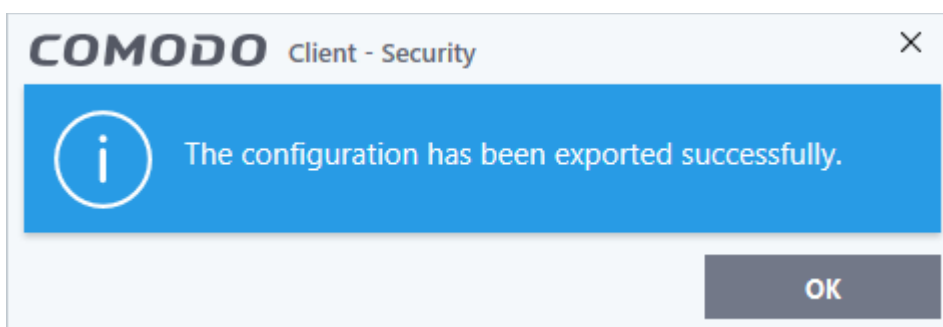 COMODO Client - Security
The configuration has been exported successfully.
OK